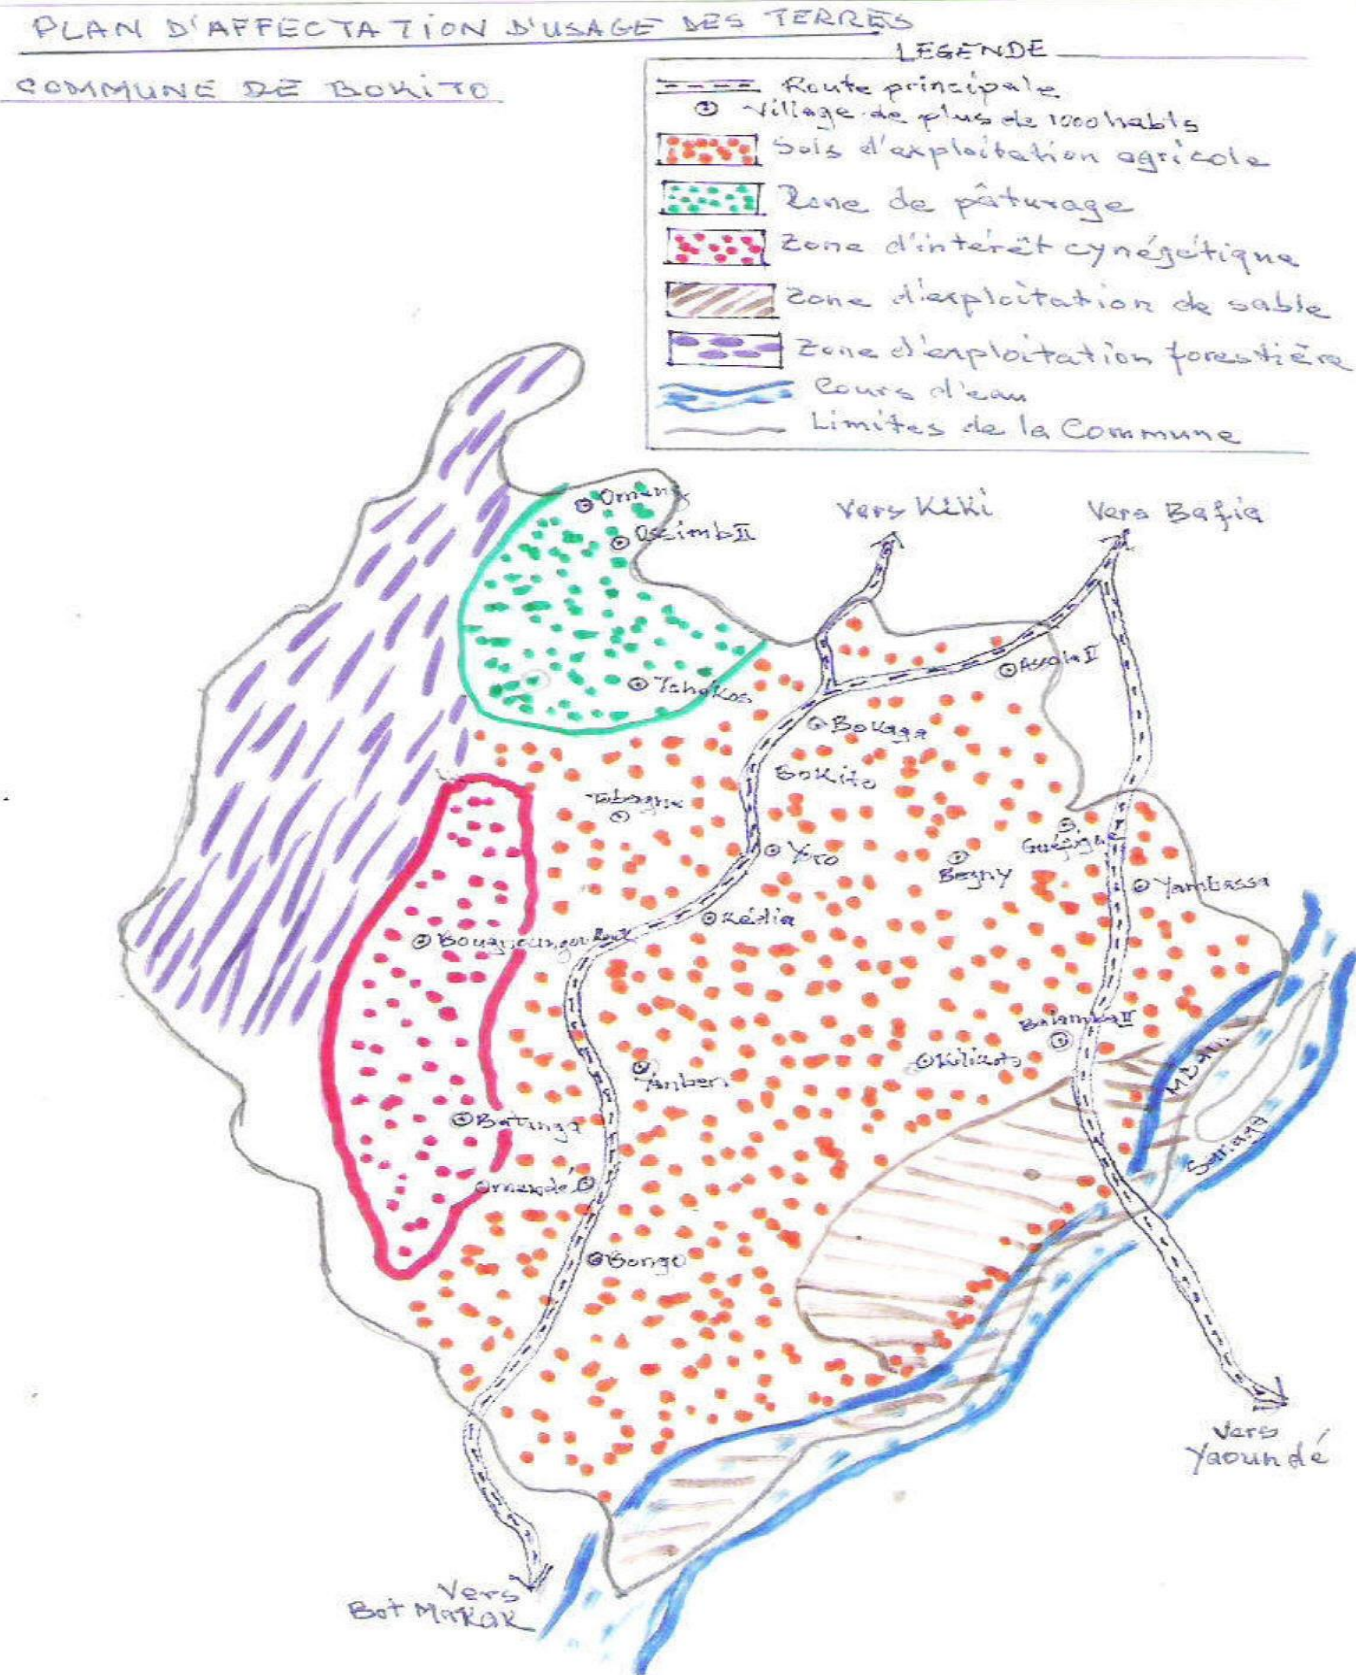 PLAN D'AFFECTATION D'USAGE DES TERRES
COMMUNE DE BOKITO
LEGENDE
Route principale
Village de plus de 1000 habts
Sols d'exploitation agricole
Zone de pâturage
Zone d'intérêt cynégétique
Zone d'exploitation de sable
Zone d'exploitation forestière
Cours d'eau
Limites de la Commune
Vers Kiki
Vers Bafia
Omeng
Ossimb II
Assala II
Tchekos
Bokaga
Bokito
Yoro
Begny
Yambassa
Kédia
Balamba II
Yanben
Kilikoto
Mbam
Batanga
Sanaga
Omendé
Bongo
Vers
Yaoundé
Vers
Bot Makak